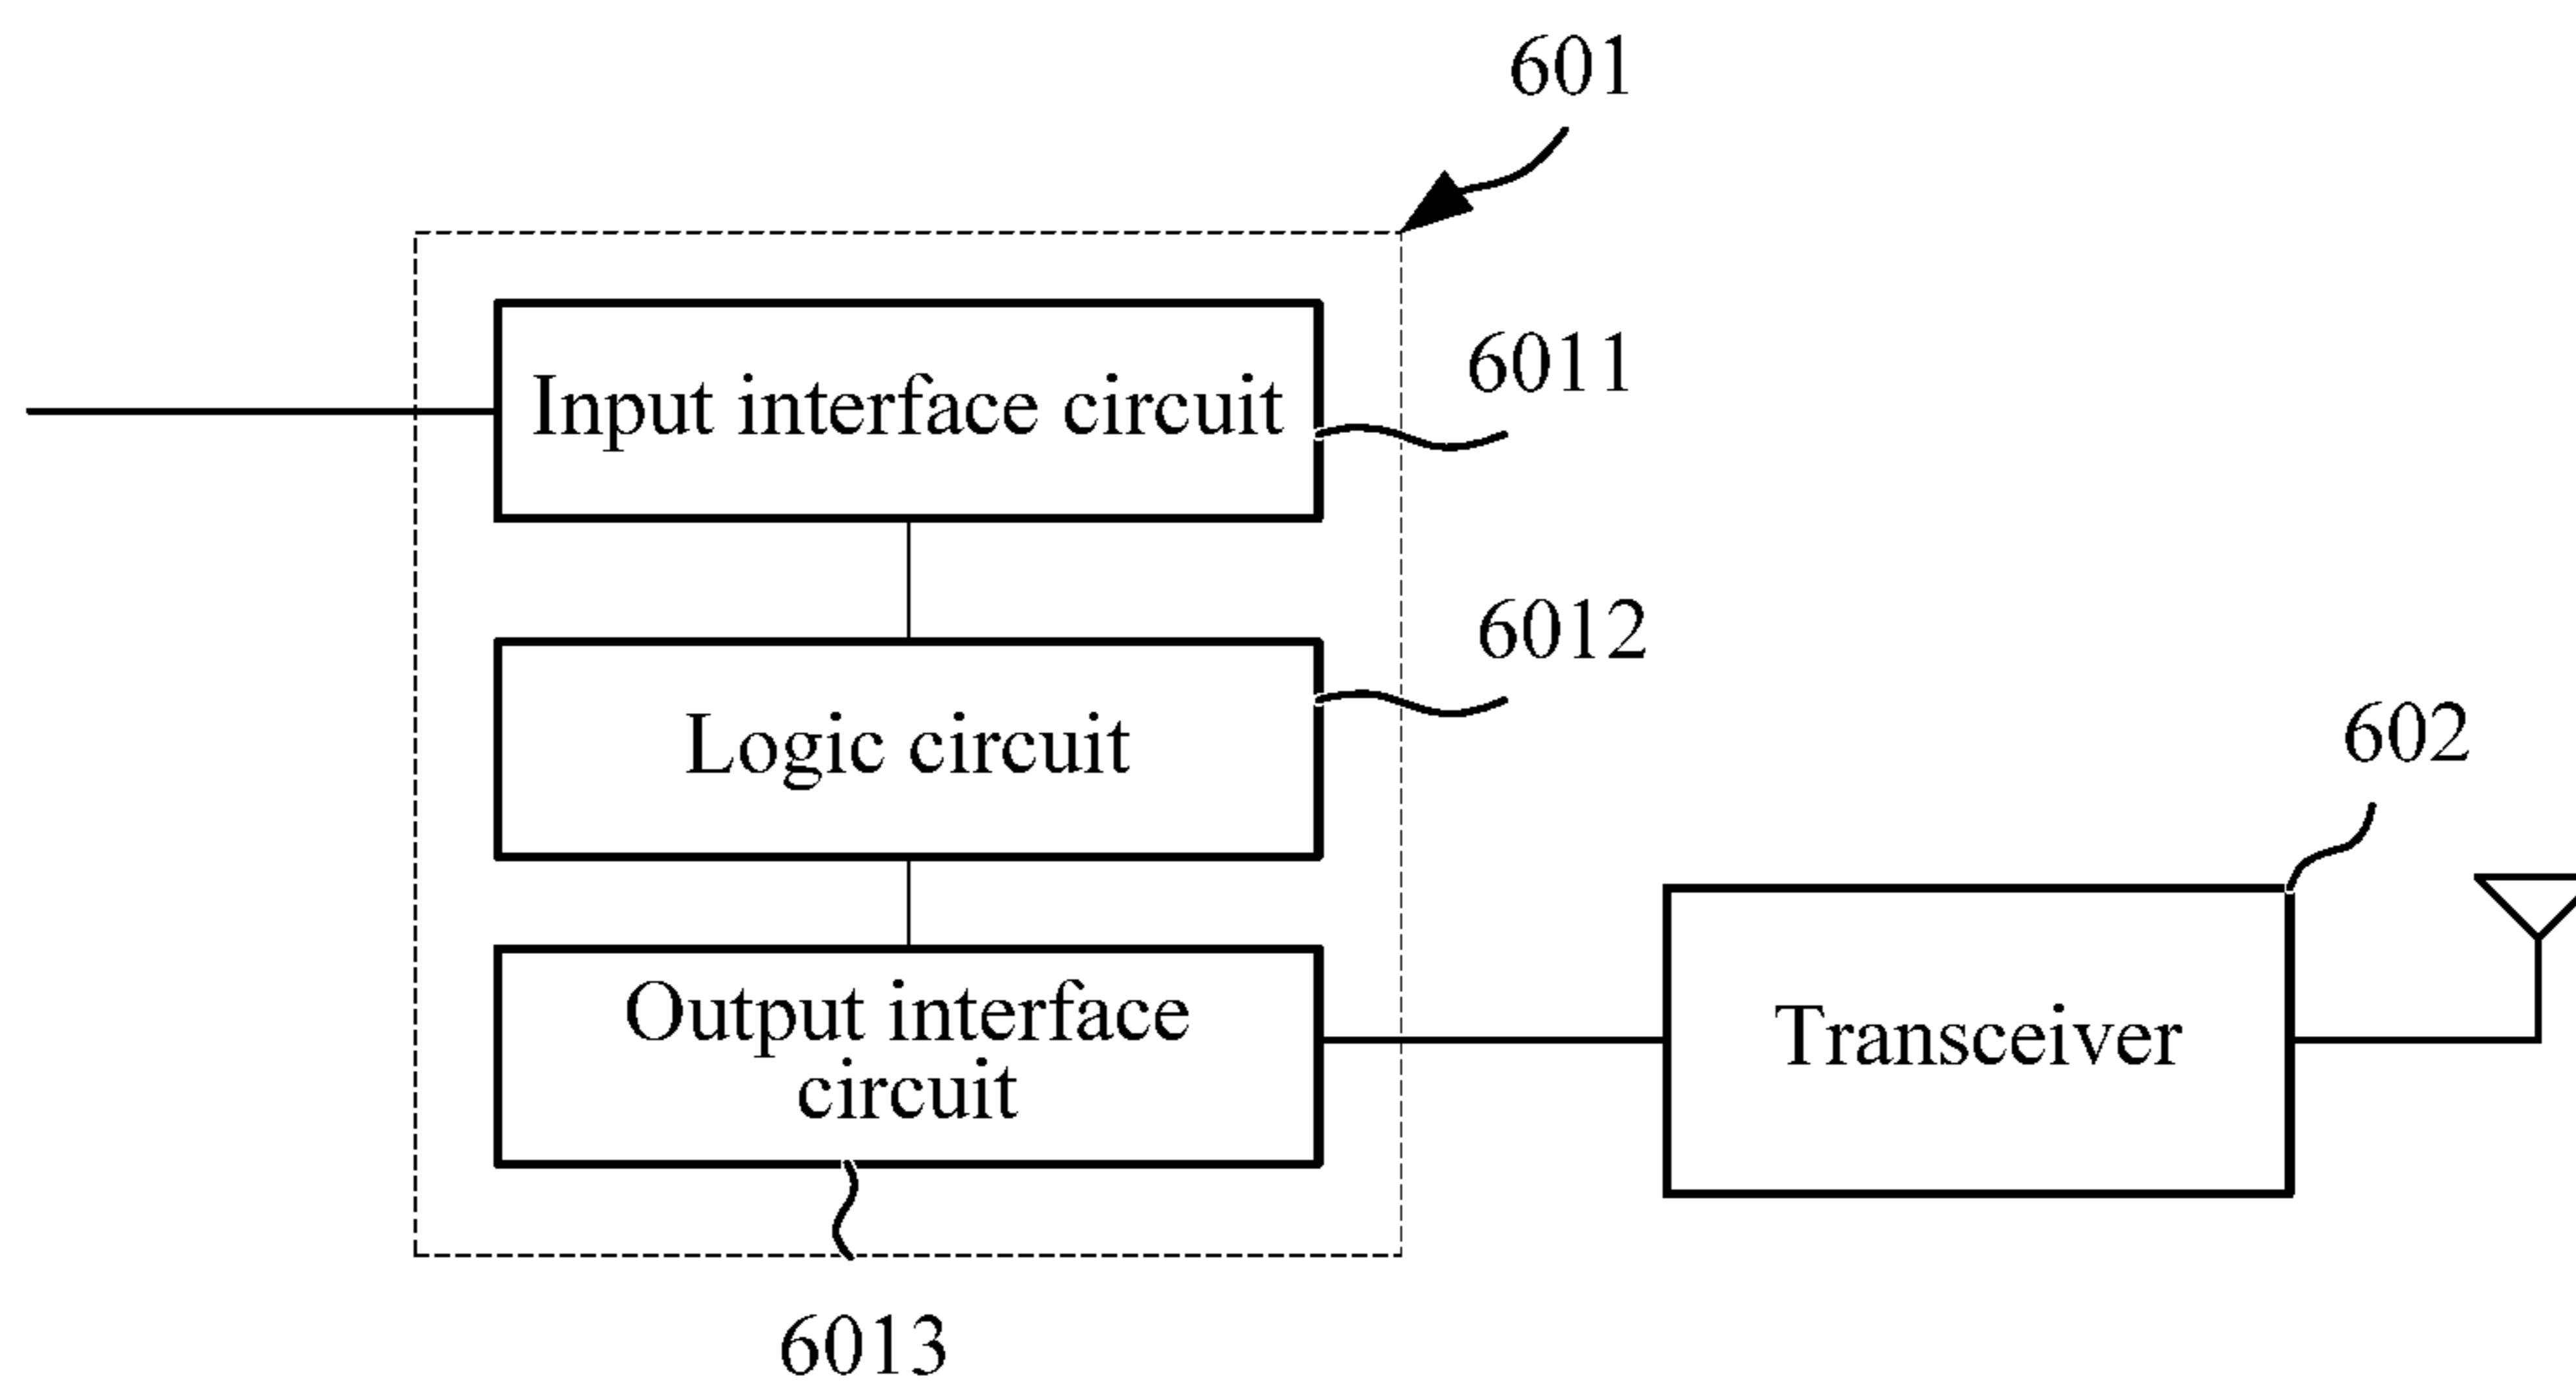 601
Input interface circuit
6011
6012
Logic circuit
602
Output interface
circuit
Transceiver
6013